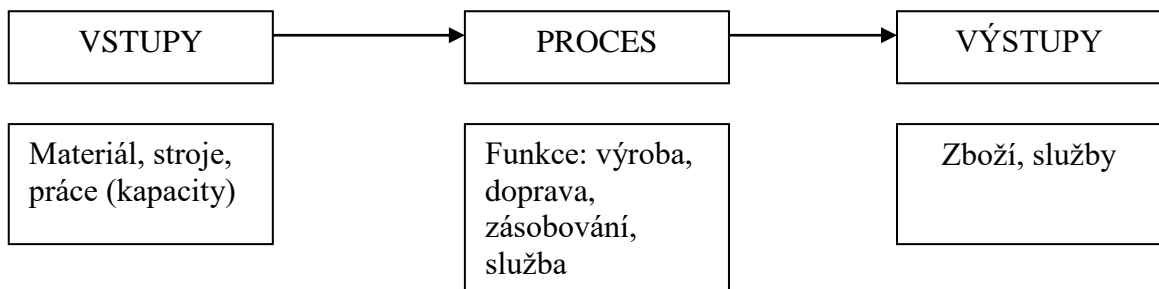 VSTUPY
PROCES
VÝSTUPY
Materiál, stroje,
práce (kapacity)
Funkce: výroba,
doprava,
zásobování,
služba
Zboží, služby